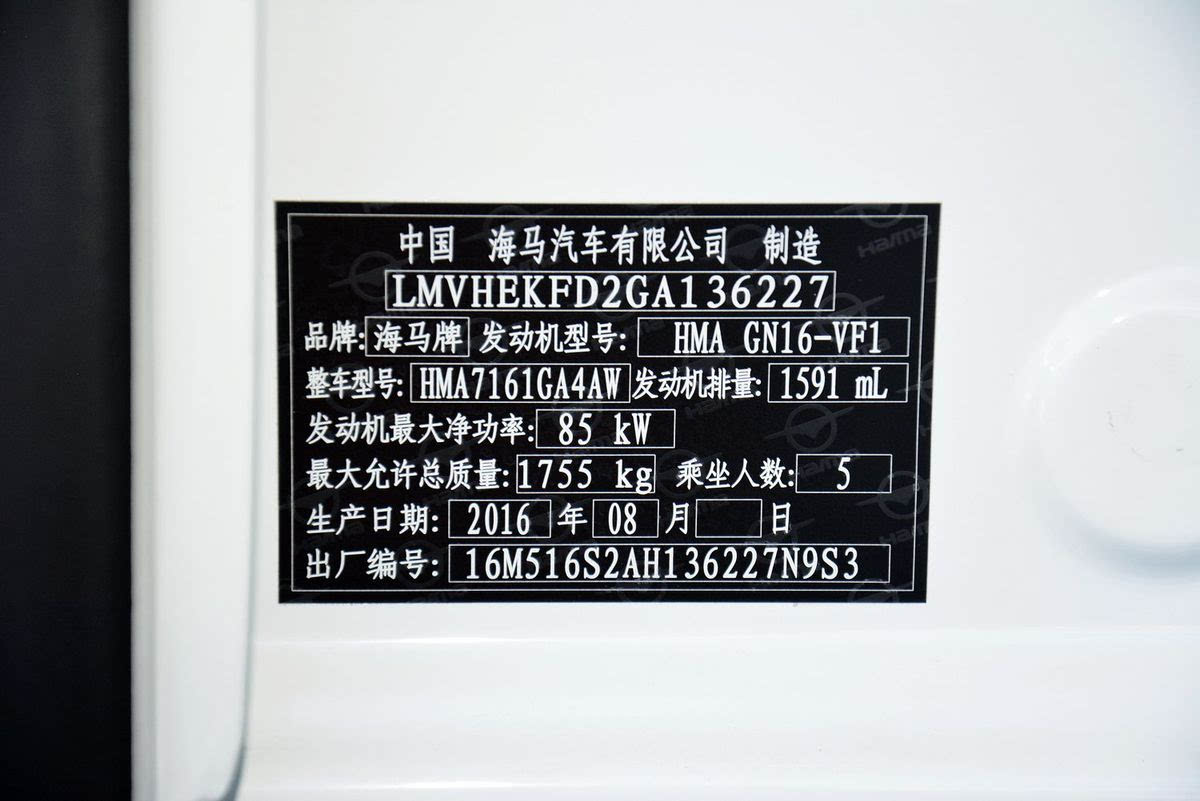 中国 海马汽车有限公司 制造
LMVHEKFD2GA136227
品牌: 海马牌 发动机型号: HMA GN16-VF1
整车型号: HMA7161GA4AW 发动机排量: 1591 mL
发动机最大净功率: 85 kW
最大允许总质量: 1755 kg 乘坐人数: 5
生产日期: 2016 年 08 月 日
出厂编号: 16M516S2AH136227N9S3